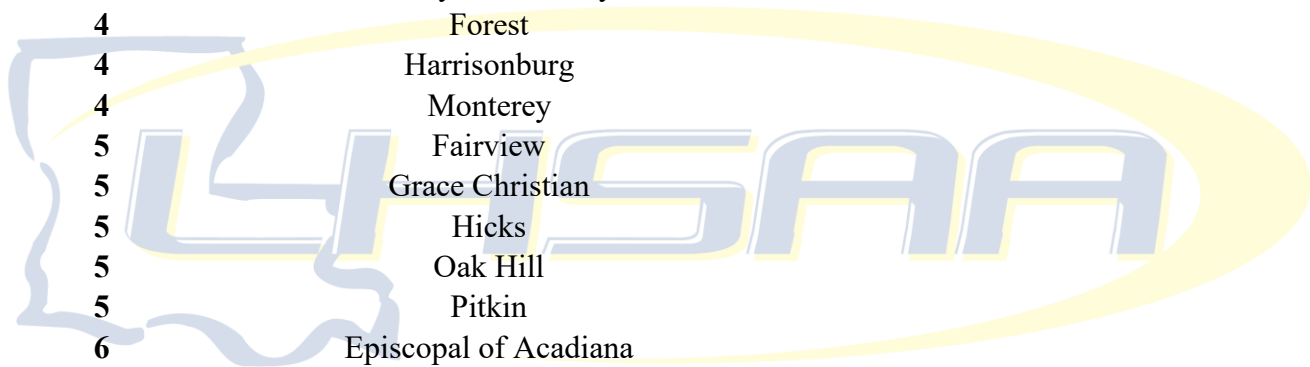 4 Forest
4 Harrisonburg
4 Monterey
5 Fairview
5 Grace Christian
5 Hicks
5 Oak Hill
5 Pitkin
6 Episcopal of Acadiana
LHSAA